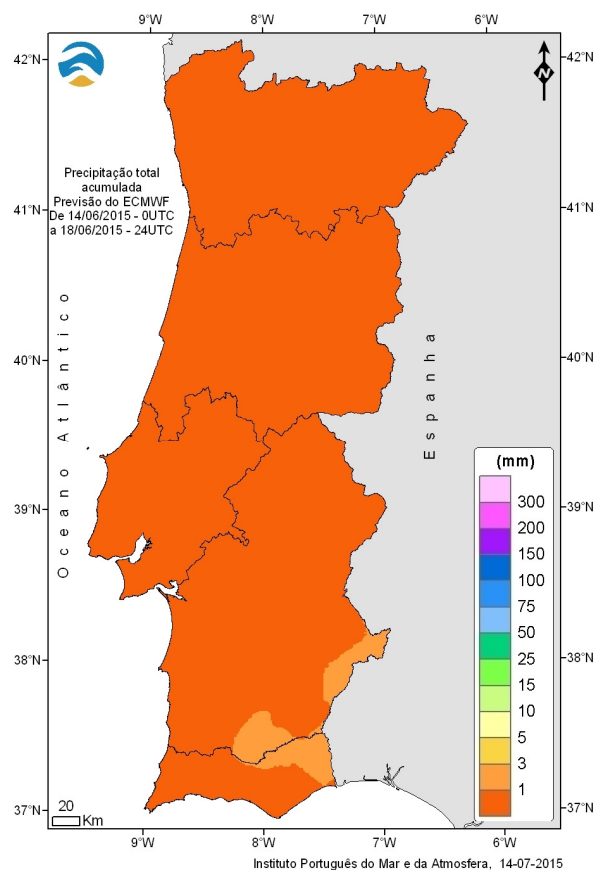 9°W 8°W 7°W 6°W
42°N 42°N
N
Precipitação total
acumulada
Previsão do ECMWF
De 14/06/2015 - 0UTC
a 18/06/2015 - 24UTC
41°N 41°N
Oceano Atlântico
Espanha
40°N 40°N
39°N 39°N
38°N 38°N
37°N 37°N
(mm)
300
200
150
100
75
50
25
15
10
5
3
1
20
Km
9°W 8°W 7°W 6°W
Instituto Português do Mar e da Atmosfera, 14-07-2015